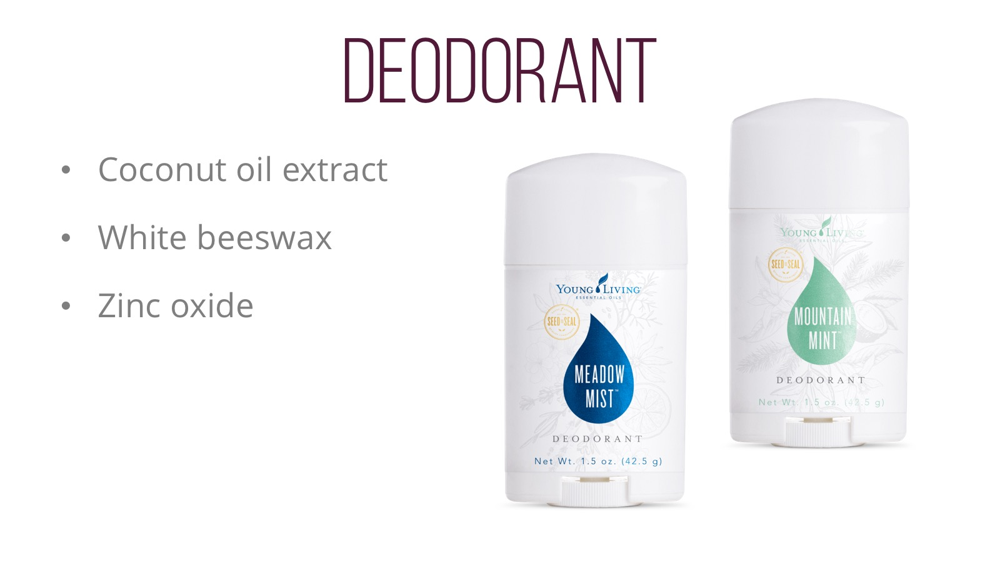 DEODORANT
• Coconut oil extract
• White beeswax
• Zinc oxide
YOUNG LIVING
ESSENTIAL OILS
SEED TO SEAL
MEADOW
MIST™
DEODORANT
Net Wt. 1.5 oz. (42.5 g)
YOUNG LIVING
ESSENTIAL OILS
SEED TO SEAL
MOUNTAIN
MINT™
DEODORANT
Net Wt. 1.5 oz. (42.5 g)